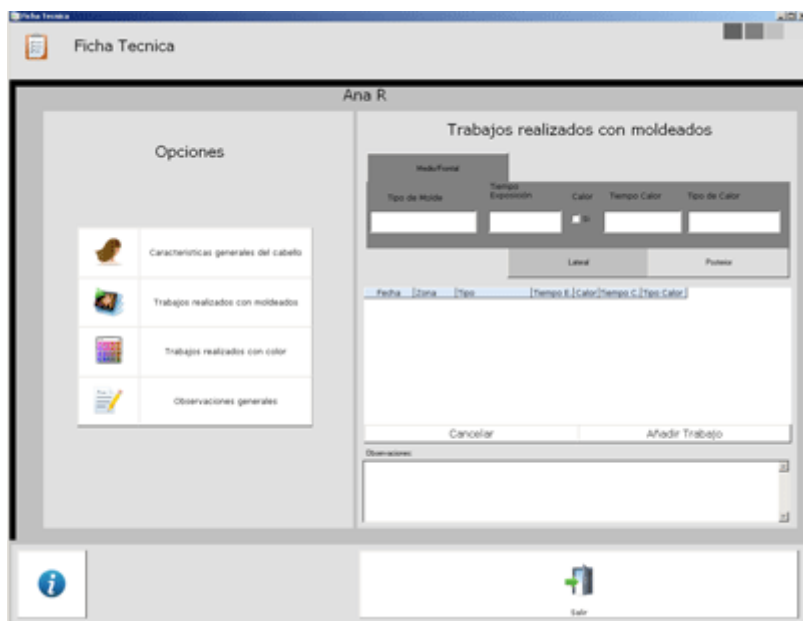 Ficha Tecnica
Ficha Tecnica
Ana R
Opciones
Caracteristicas generales del cabello
Trabajos realizados con moldeados
Trabajos realizados con color
Observaciones generales
Trabajos realizados con moldeados
Medio/Frontal
Tipo de Molde
Tiempo Exposición
Calor
Tiempo Calor
Tipo de Calor
Si
Lateral
Posterior
Fecha Zona Tipo Tiempo E. Calor Tiempo C. Tipo Calor
Cancelar
Añadir Trabajo
Observaciones:
Salir